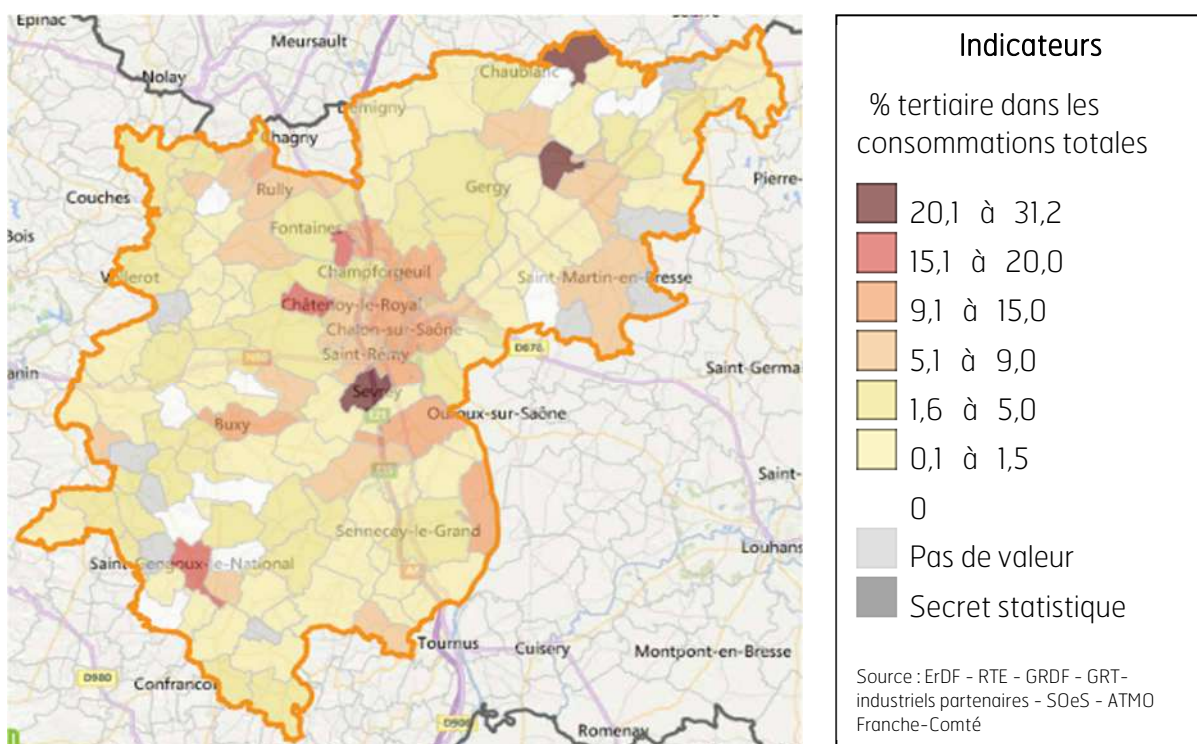 Epinac
Meursault
Nolay
Chaublanc
Demigny
Chagny
Rully
Gergy
Pierre-
Couches
Fontaines
Bois
Champforgeuil
Saint-Martin-en-Bresse
Châtenoy-le-Royal
Chalon-sur-Saône
Saint-Rémy
D678
Saint-Germa
anin
Sevrey
Ouroux-sur-Saône
Buxy
Saint-
Sennecey-le-Grand
Louhans
Saint-Gengoux-le-National
Tournus
Cuisery
Montpont-en-Bresse
D980
Confrançon
Romenay
Indicateurs
% tertiaire dans les
consommations totales
20,1 à 31,2
15,1 à 20,0
9,1 à 15,0
5,1 à 9,0
1,6 à 5,0
0,1 à 1,5
0
Pas de valeur
Secret statistique
Source : ErDF - RTE - GRDF - GRT-
industriels partenaires - SOeS - ATMO
Franche-Comté